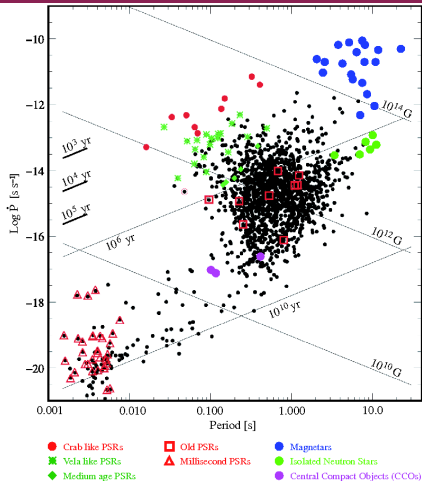 -10
-12
-14
-16
-18
-20
Log Ṗ [s s⁻¹]
10³ yr
10⁴ yr
10⁵ yr
10⁶ yr
10¹⁰ yr
10¹⁴ G
10¹² G
10¹⁰ G
0.001 0.010 0.100 1.000 10.0
Period [s]
Crab like PSRs Old PSRs Magnetars
Vela like PSRs Millisecond PSRs Isolated Neutron Stars
Medium age PSRs Central Compact Objects (CCOs)